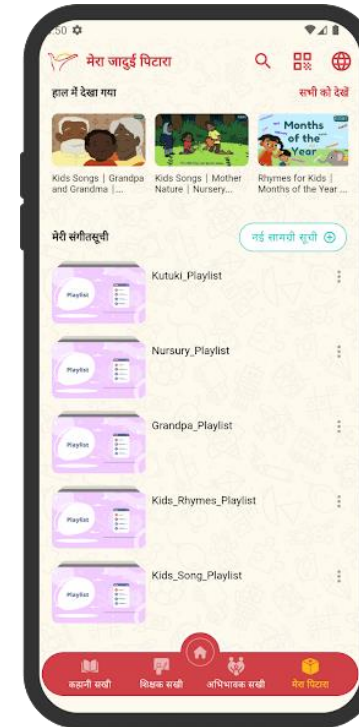 :50
मेरा जादुई पिटारा
हाल में देखा गया
सभी को देखें
Months
of the
Year
Kids Songs | Grandpa
and Grandma |...
Kids Songs | Mother
Nature | Nursery...
Rhymes for Kids |
Months of the Year ...
मेरी संगीतसूची
नई सामग्री सूची
Playlist
Kutuki_Playlist
Playlist
Nursury_Playlist
Playlist
Grandpa_Playlist
Playlist
Kids_Rhymes_Playlist
Playlist
Kids_Song_Playlist
कहानी सखी
शिक्षक सखी
अभिभावक सखी
मेरा पिटारा